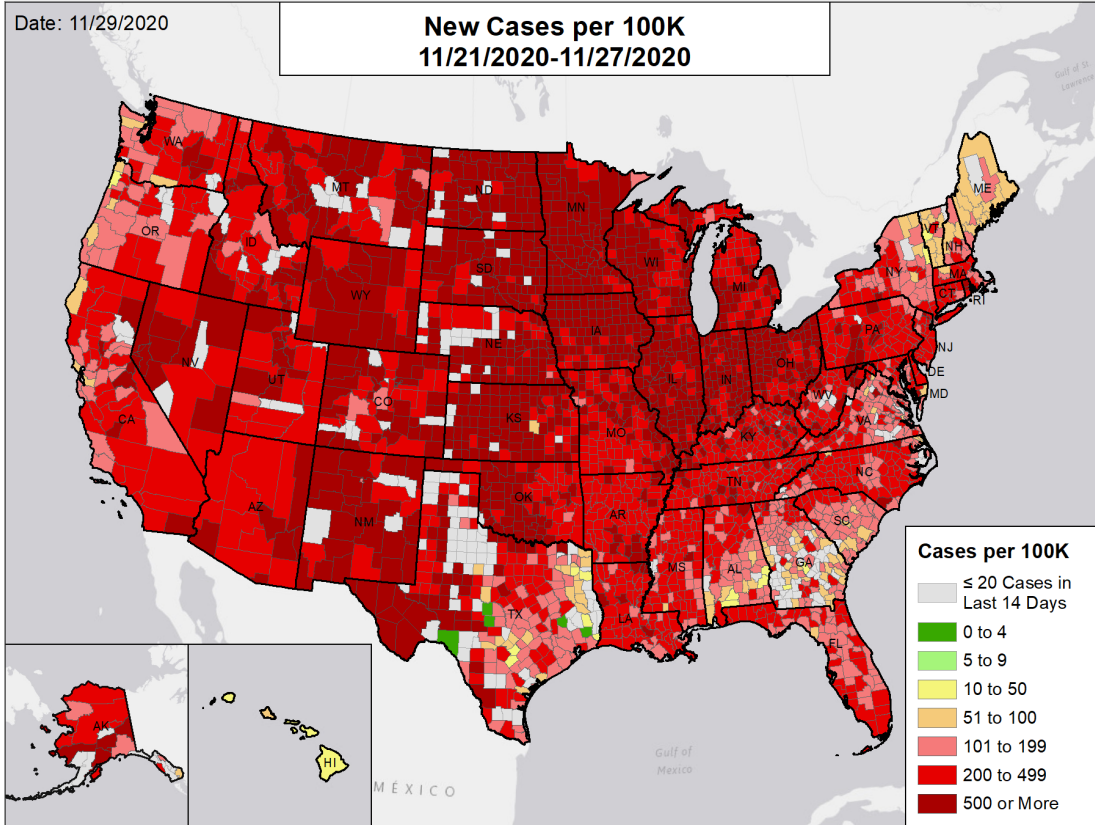 Date: 11/29/2020
New Cases per 100K
11/21/2020-11/27/2020
Gulf of St.
Lawrence
WA
MT
ND
MN
ME
OR
ID
SD
WI
VT
NH
NY
MA
MI
CT
RI
WY
IA
PA
NJ
NE
NV
UT
IL
IN
OH
DE
MD
CO
WV
CA
KS
MO
KY
VA
AZ
NM
OK
TN
NC
AR
SC
MS
AL
GA
TX
LA
FL
AK
HI
MÉXICO
Gulf of
Mexico
Cases per 100K
≤ 20 Cases in
Last 14 Days
0 to 4
5 to 9
10 to 50
51 to 100
101 to 199
200 to 499
500 or More